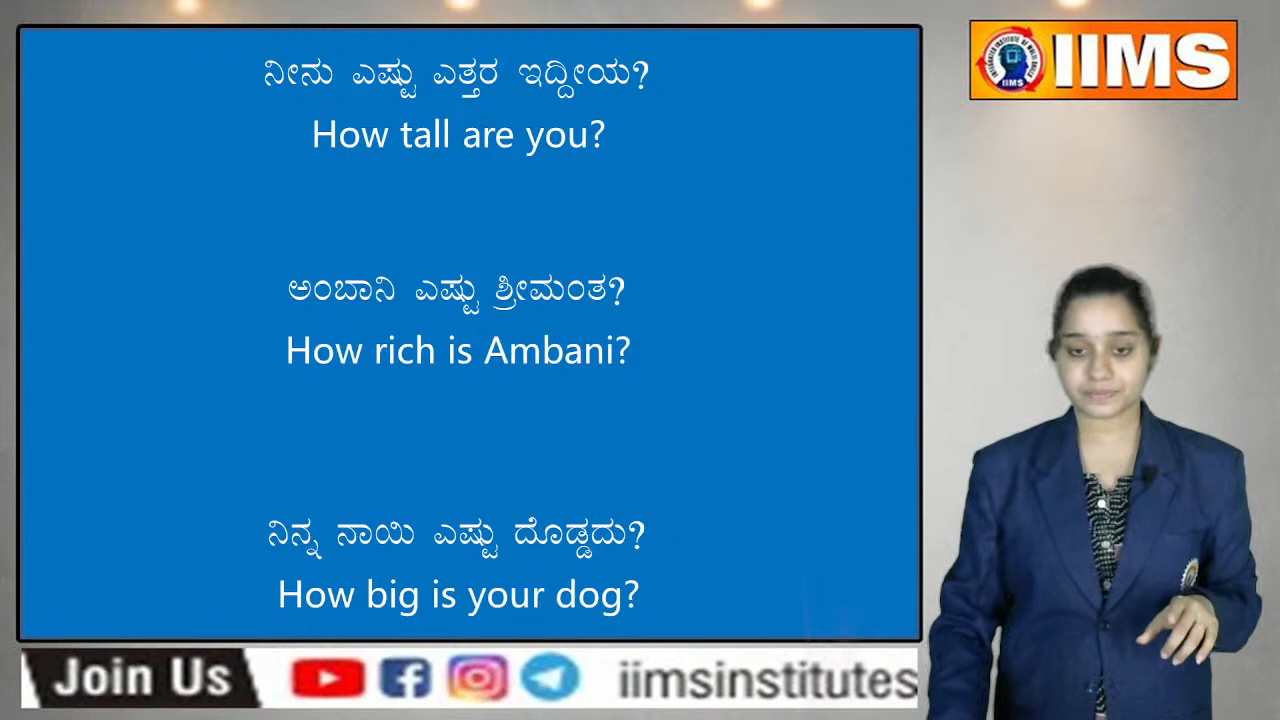 ನೀನು ಎಷ್ಟು ಎತ್ತರ ಇದ್ದೀಯ?
How tall are you?
ಅಂಬಾನಿ ಎಷ್ಟು ಶ್ರೀಮಂತ?
How rich is Ambani?
ನಿನ್ನ ನಾಯಿ ಎಷ್ಟು ದೊಡ್ಡದು?
How big is your dog?
IIMS
IIMS
Join Us
iimsinstitutes